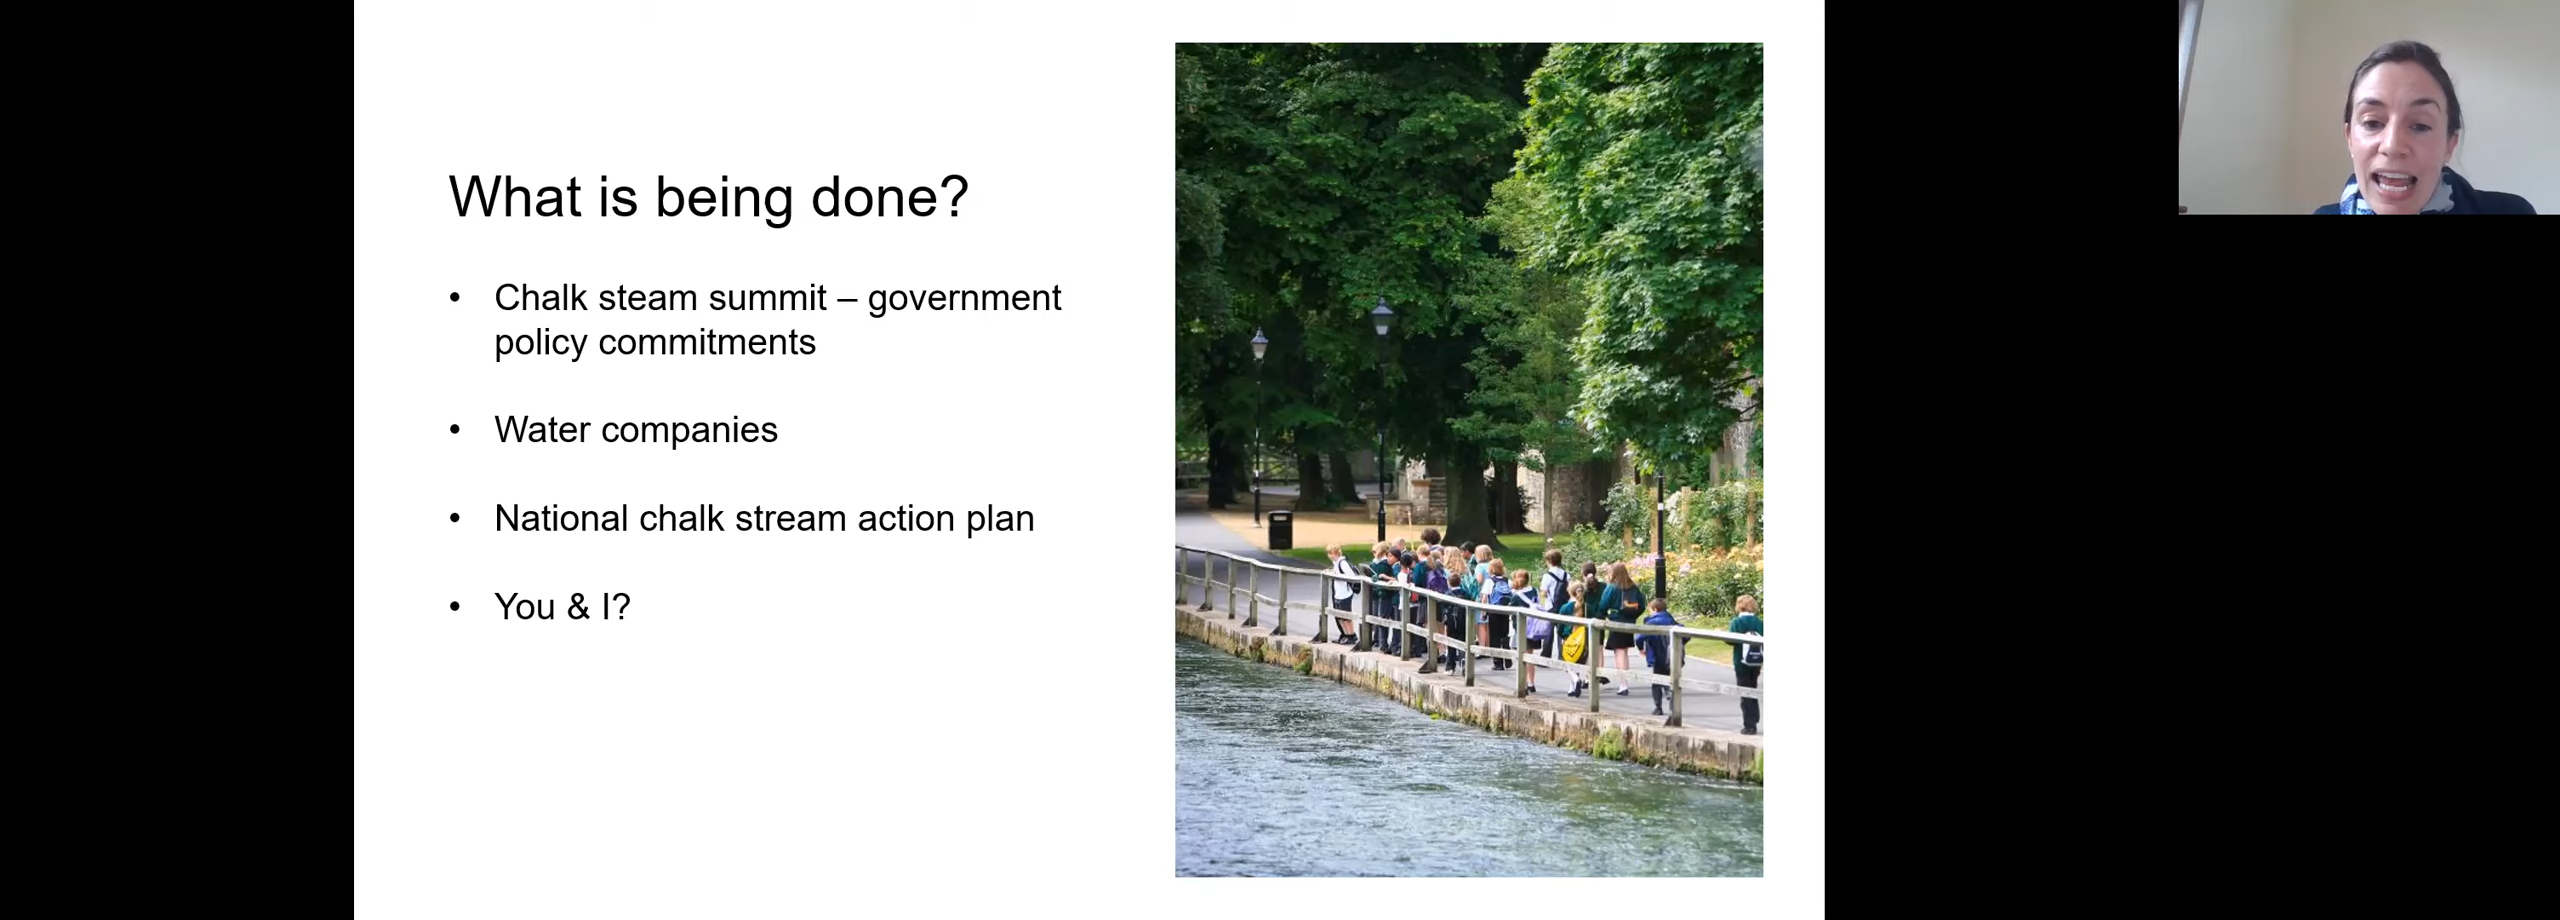 What is being done?
• Chalk steam summit – government
policy commitments
• Water companies
• National chalk stream action plan
• You & I?